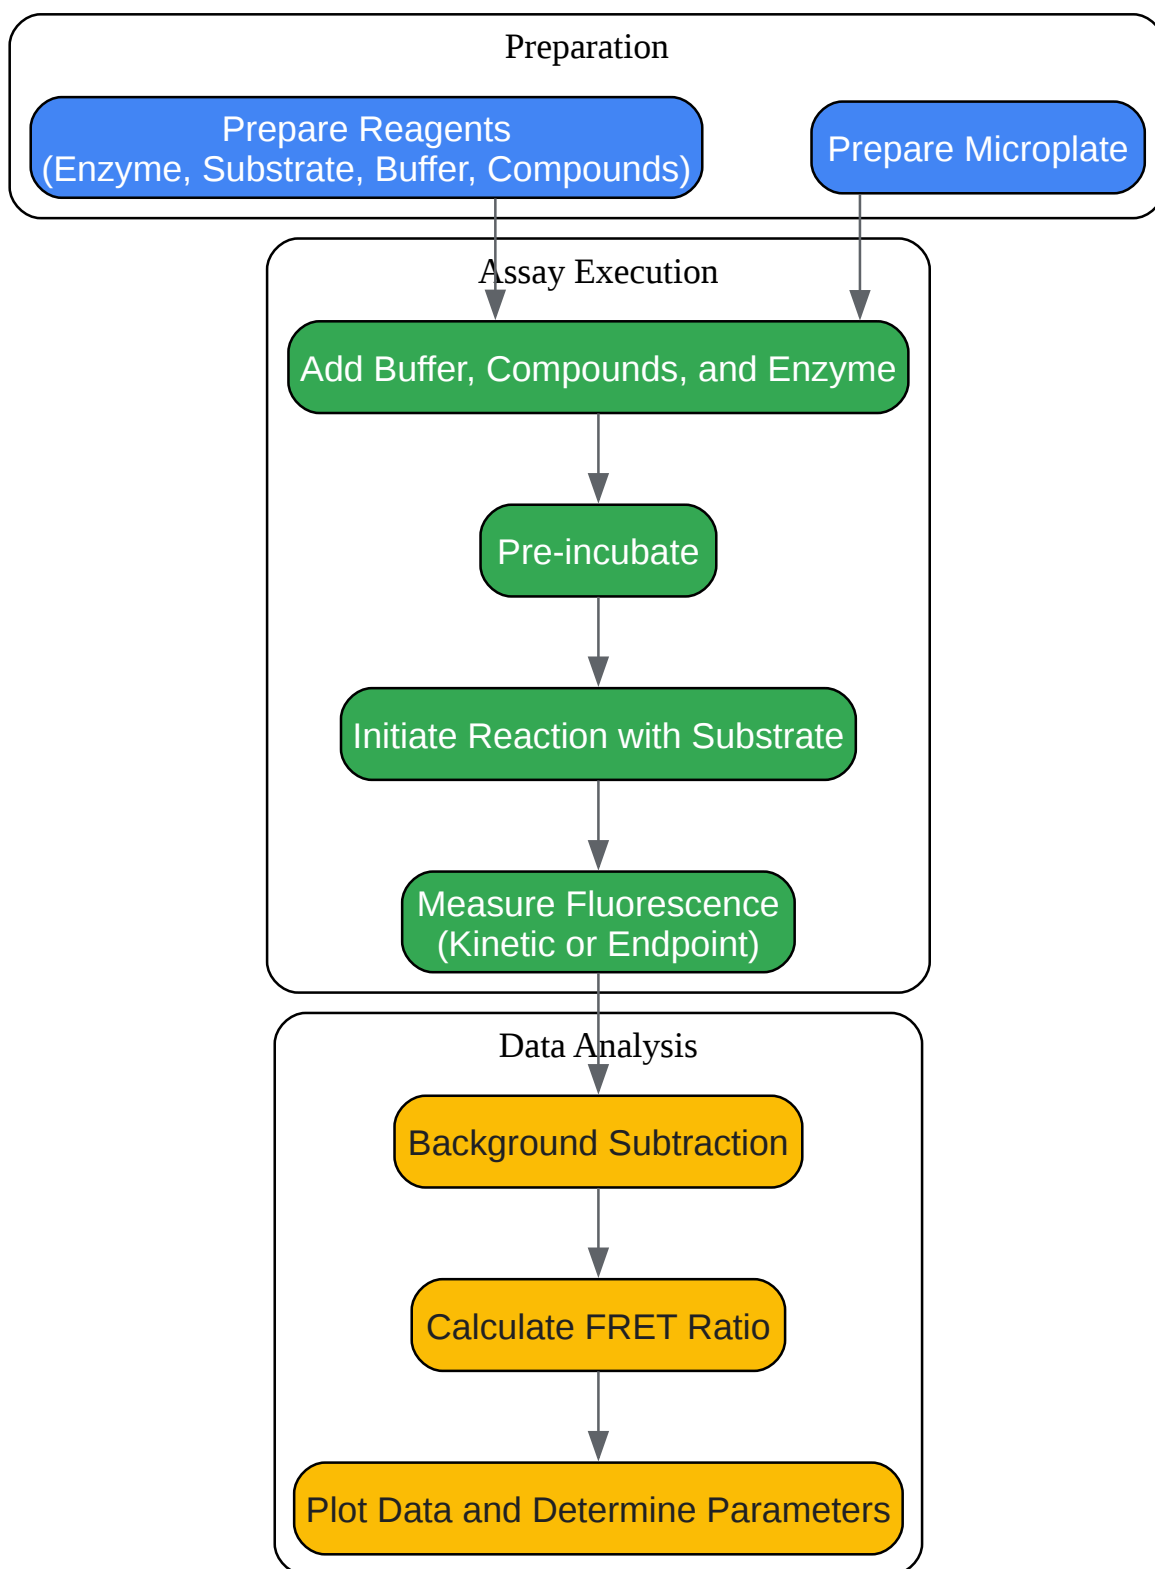 Preparation
Prepare Reagents
(Enzyme, Substrate, Buffer, Compounds)
Prepare Microplate
Assay Execution
Add Buffer, Compounds, and Enzyme
Pre-incubate
Initiate Reaction with Substrate
Measure Fluorescence
(Kinetic or Endpoint)
Data Analysis
Background Subtraction
Calculate FRET Ratio
Plot Data and Determine Parameters